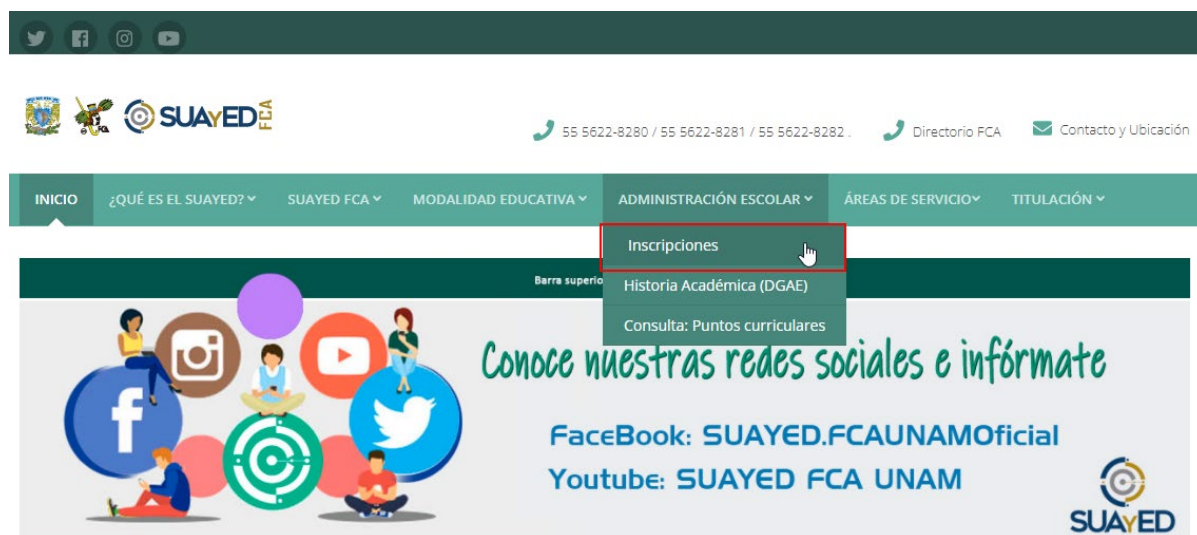 SUAyED FCA
55 5622-8280 / 55 5622-8281 / 55 5622-8282 .
Directorio FCA
Contacto y Ubicación
INICIO
¿QUÉ ES EL SUAYED?
SUAYED FCA
MODALIDAD EDUCATIVA
ADMINISTRACIÓN ESCOLAR
ÁREAS DE SERVICIO
TITULACIÓN
Inscripciones
Historia Académica (DGAE)
Consulta: Puntos curriculares
Barra superio
Conoce nuestras redes sociales e infórmate
FaceBook: SUAYED.FCAUNAMOficial
Youtube: SUAYED FCA UNAM
SUAyED